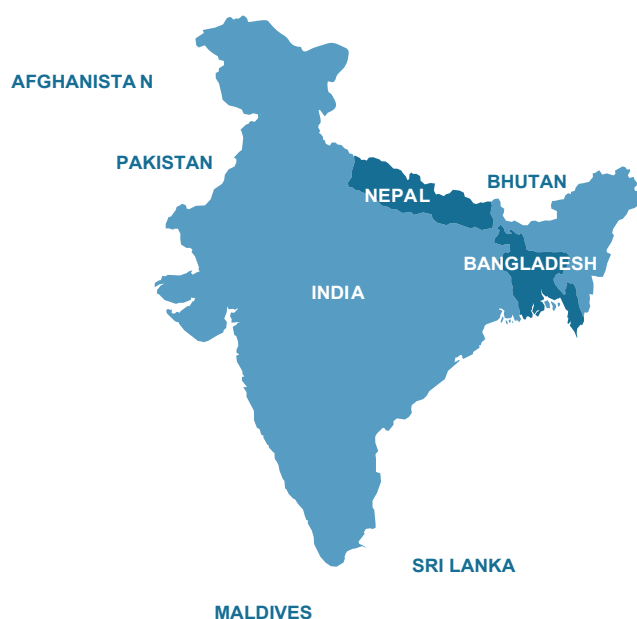 AFGHANISTA N
PAKISTAN
BHUTAN
NEPAL
BANGLADESH
INDIA
SRI LANKA
MALDIVES